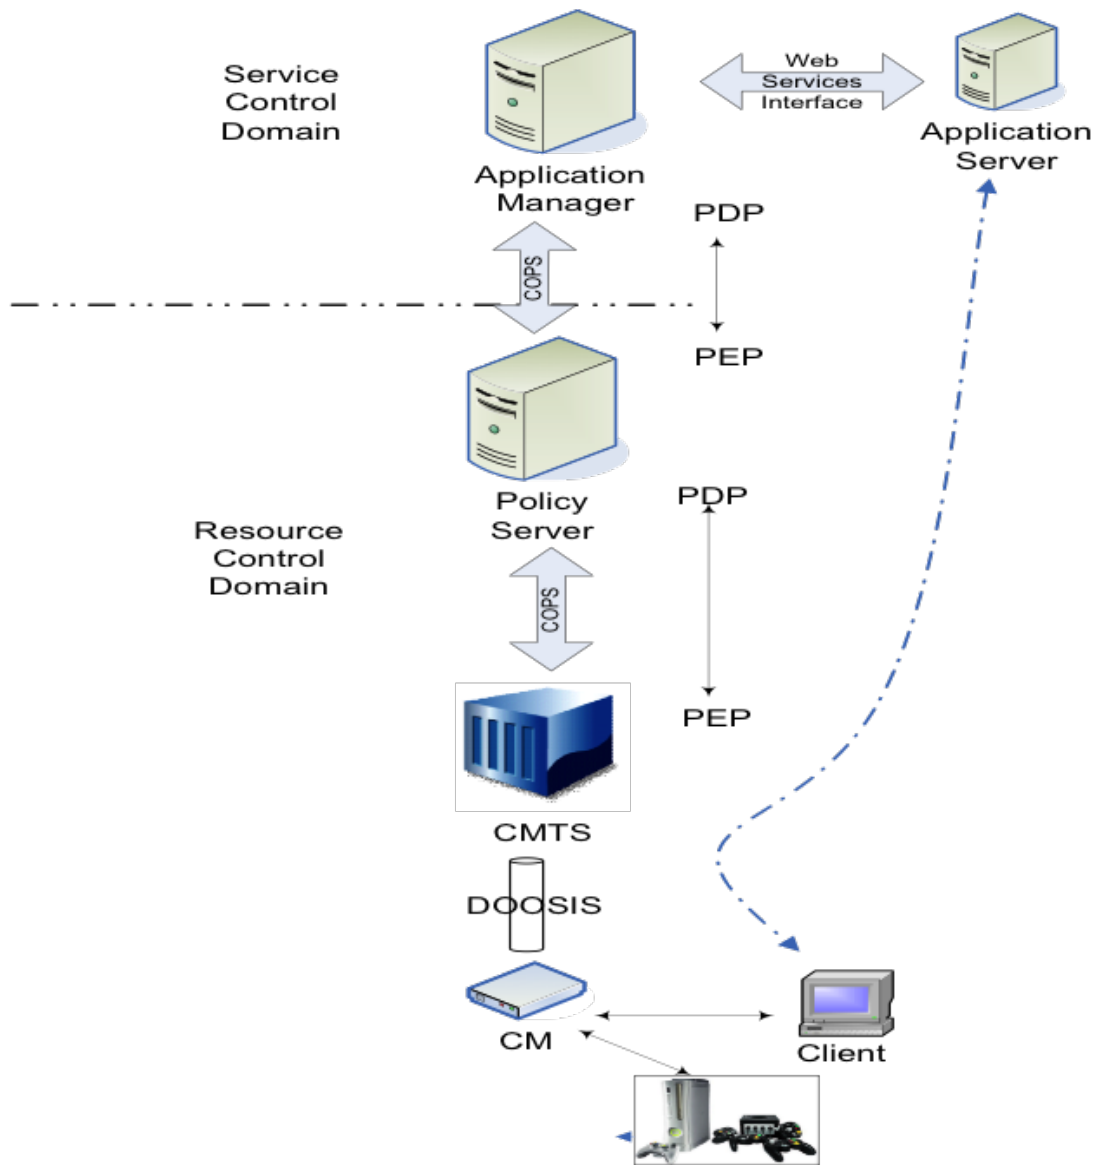 Service
Control
Domain
Web
Services
Interface
Application
Server
Application
Manager
PDP
COPS
PEP
Policy
Server
PDP
Resource
Control
Domain
COPS
PEP
CMTS
DOOSIS
CM
Client